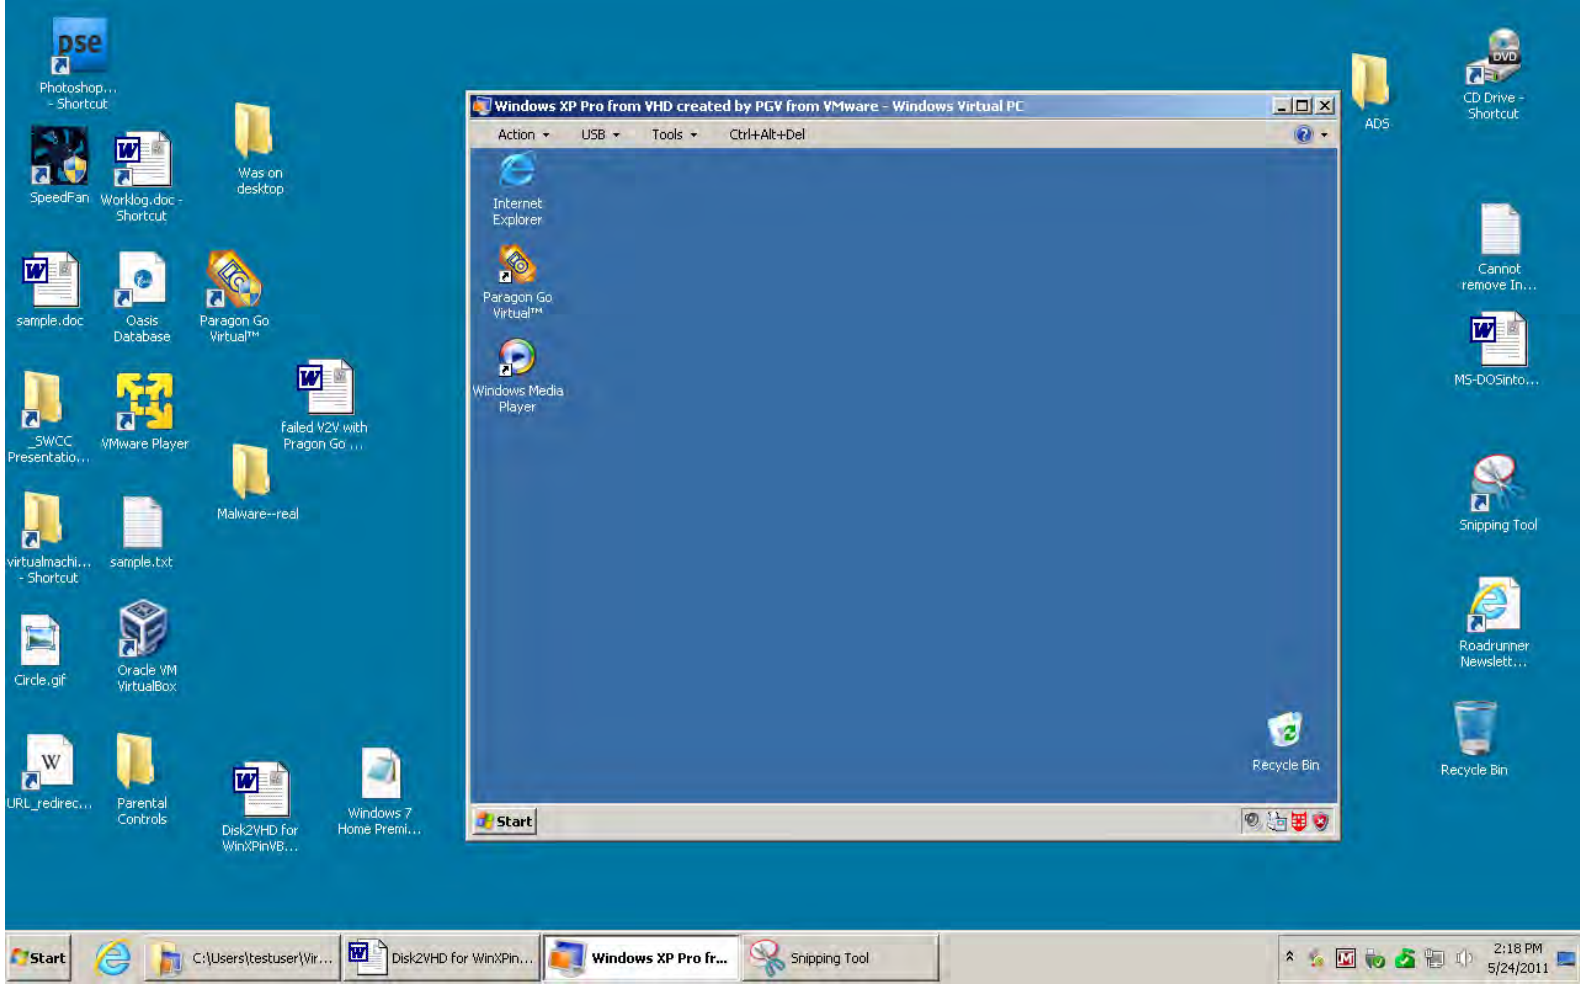 pse
Photoshop...
- Shortcut
SpeedFan
Worklog.doc -
Shortcut
Was on
desktop
sample.doc
Oasis
Database
Paragon Go
Virtual™
_SWCC
Presentatio...
VMware Player
failed V2V with
Pragon Go ...
Malware--real
virtualmachi...
- Shortcut
sample.txt
Circle.gif
Oracle VM
VirtualBox
URL_redirec...
Parental
Controls
Disk2VHD for
WinXPinVB...
Windows 7
Home Premi...
Windows XP Pro from VHD created by PGV from VMware - Windows Virtual PC
Action USB Tools Ctrl+Alt+Del
Internet
Explorer
Paragon Go
Virtual™
Windows Media
Player
Recycle Bin
Start
ADS
DVD
CD Drive -
Shortcut
Cannot
remove In...
MS-DOSinto...
Snipping Tool
Roadrunner
Newslett...
Recycle Bin
Start
C:\Users\testuser\Vir...
Disk2VHD for WinXPin...
Windows XP Pro fr...
Snipping Tool
2:18 PM
5/24/2011